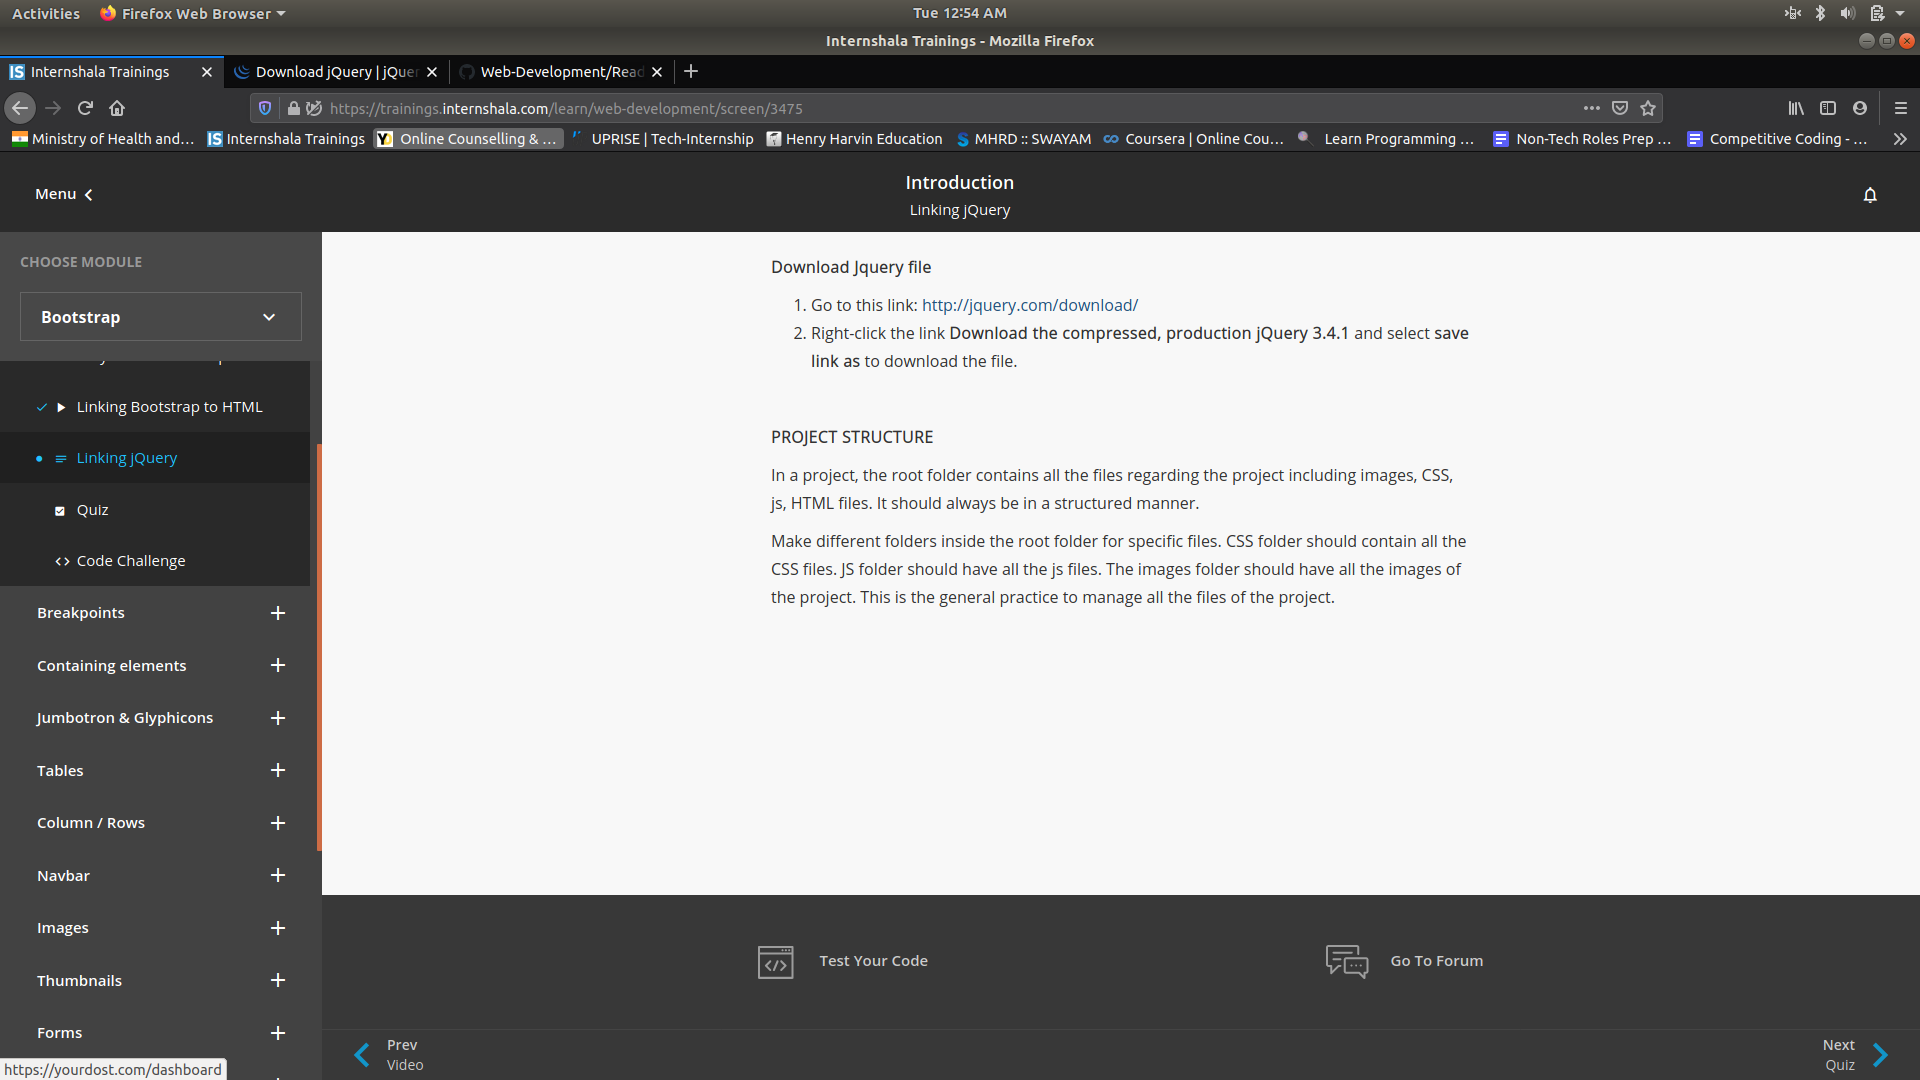 Activities Firefox Web Browser Tue 12:54 AM
Internshala Trainings - Mozilla Firefox
Internshala Trainings Download jQuery | jQuer Web-Development/Read
https://trainings.internshala.com/learn/web-development/screen/3475
Ministry of Health and... Internshala Trainings Online Counselling & ... UPRISE | Tech-Internship Henry Harvin Education MHRD :: SWAYAM Coursera | Online Cou... Learn Programming ... Non-Tech Roles Prep ... Competitive Coding - ...
Menu
Introduction
Linking jQuery
CHOOSE MODULE
Bootstrap
Linking Bootstrap to HTML
Linking jQuery
Quiz
Code Challenge
Breakpoints
Containing elements
Jumbotron & Glyphicons
Tables
Column / Rows
Navbar
Images
Thumbnails
Forms
https://yourdost.com/dashboard
Download Jquery file
1. Go to this link: http://jquery.com/download/
2. Right-click the link Download the compressed, production jQuery 3.4.1 and select save
link as to download the file.
PROJECT STRUCTURE
In a project, the root folder contains all the files regarding the project including images, CSS,
js, HTML files. It should always be in a structured manner.
Make different folders inside the root folder for specific files. CSS folder should contain all the
CSS files. JS folder should have all the js files. The images folder should have all the images of
the project. This is the general practice to manage all the files of the project.
Test Your Code Go To Forum
Prev
Video
Next
Quiz